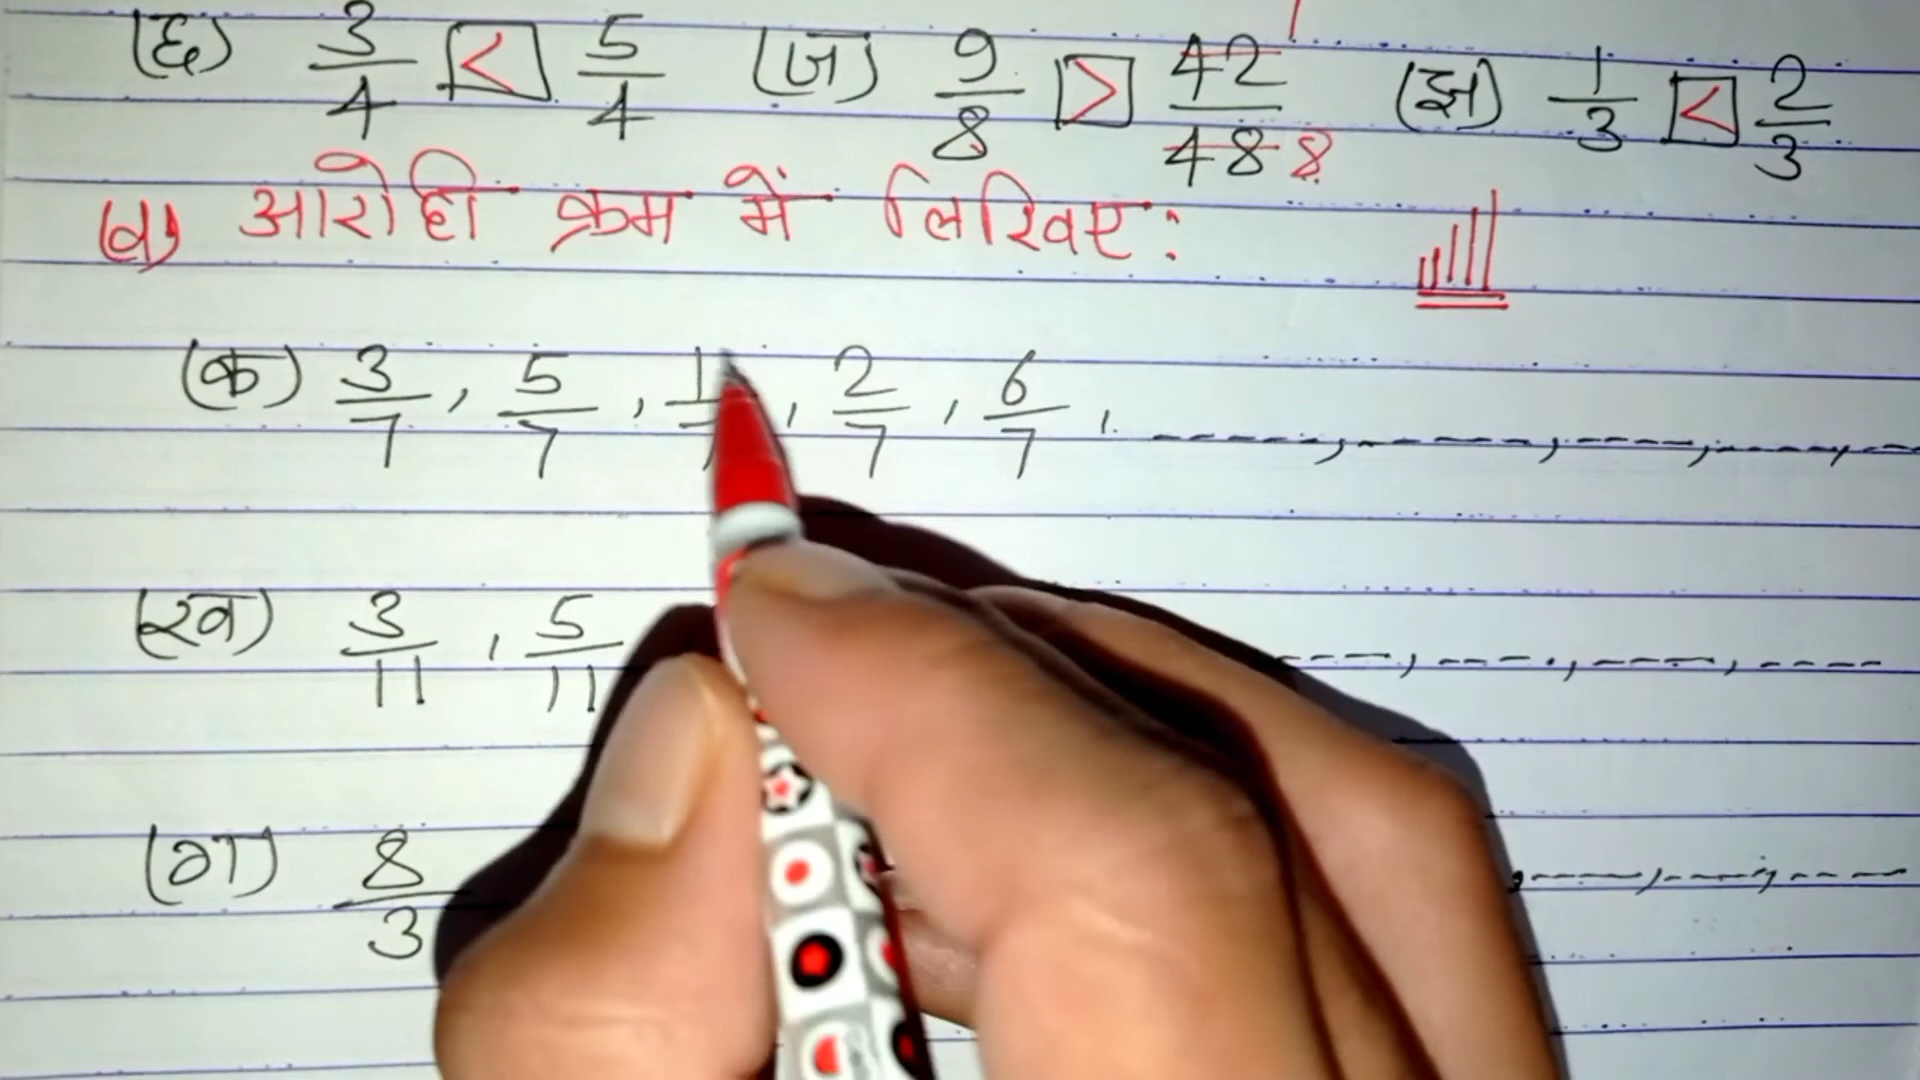 (छ) 3/4 < 5/4 (ज) 9/8 > 42/48 8 (झ) 1/3 < 2/3
आरोही क्रम में लिखिए:
(क) 3/7, 5/7, 1/7, 2/7, 6/7,
(ख) 3/11, 5/11
(ग) 8/3